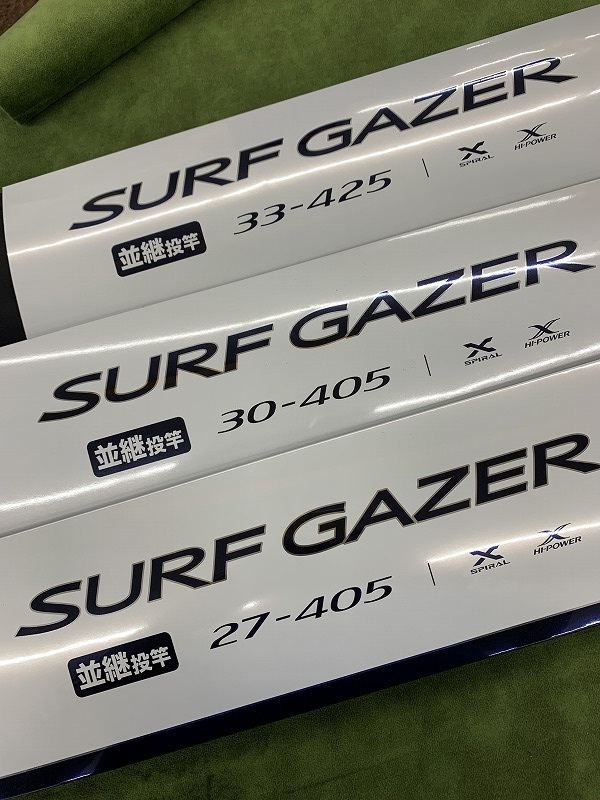 SURF GAZER
並継投竿 33-425 X SPIRAL X HI-POWER
SURF GAZER
並継投竿 30-405 X SPIRAL X HI-POWER
SURF GAZER
並継投竿 27-405 X SPIRAL X HI-POWER